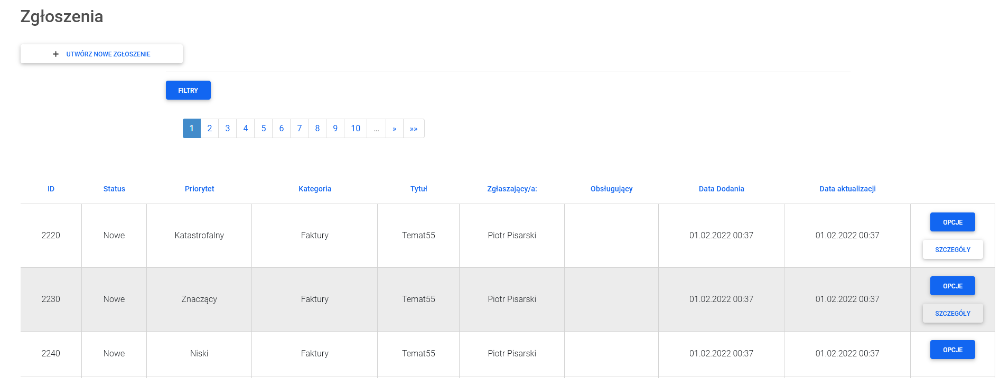 Zgłoszenia
+ UTWÓRZ NOWE ZGŁOSZENIE
FILTRY
1 2 3 4 5 6 7 8 9 10 ... » »»
ID Status Priorytet Kategoria Tytuł Zgłaszający/a: Obsługujący Data Dodania Data aktualizacji
2220 Nowe Katastrofalny Faktury Temat55 Piotr Pisarski 01.02.2022 00:37 01.02.2022 00:37 OPCJE
SZCZEGÓŁY
2230 Nowe Znaczący Faktury Temat55 Piotr Pisarski 01.02.2022 00:37 01.02.2022 00:37 OPCJE
SZCZEGÓŁY
2240 Nowe Niski Faktury Temat55 Piotr Pisarski 01.02.2022 00:37 01.02.2022 00:37 OPCJE